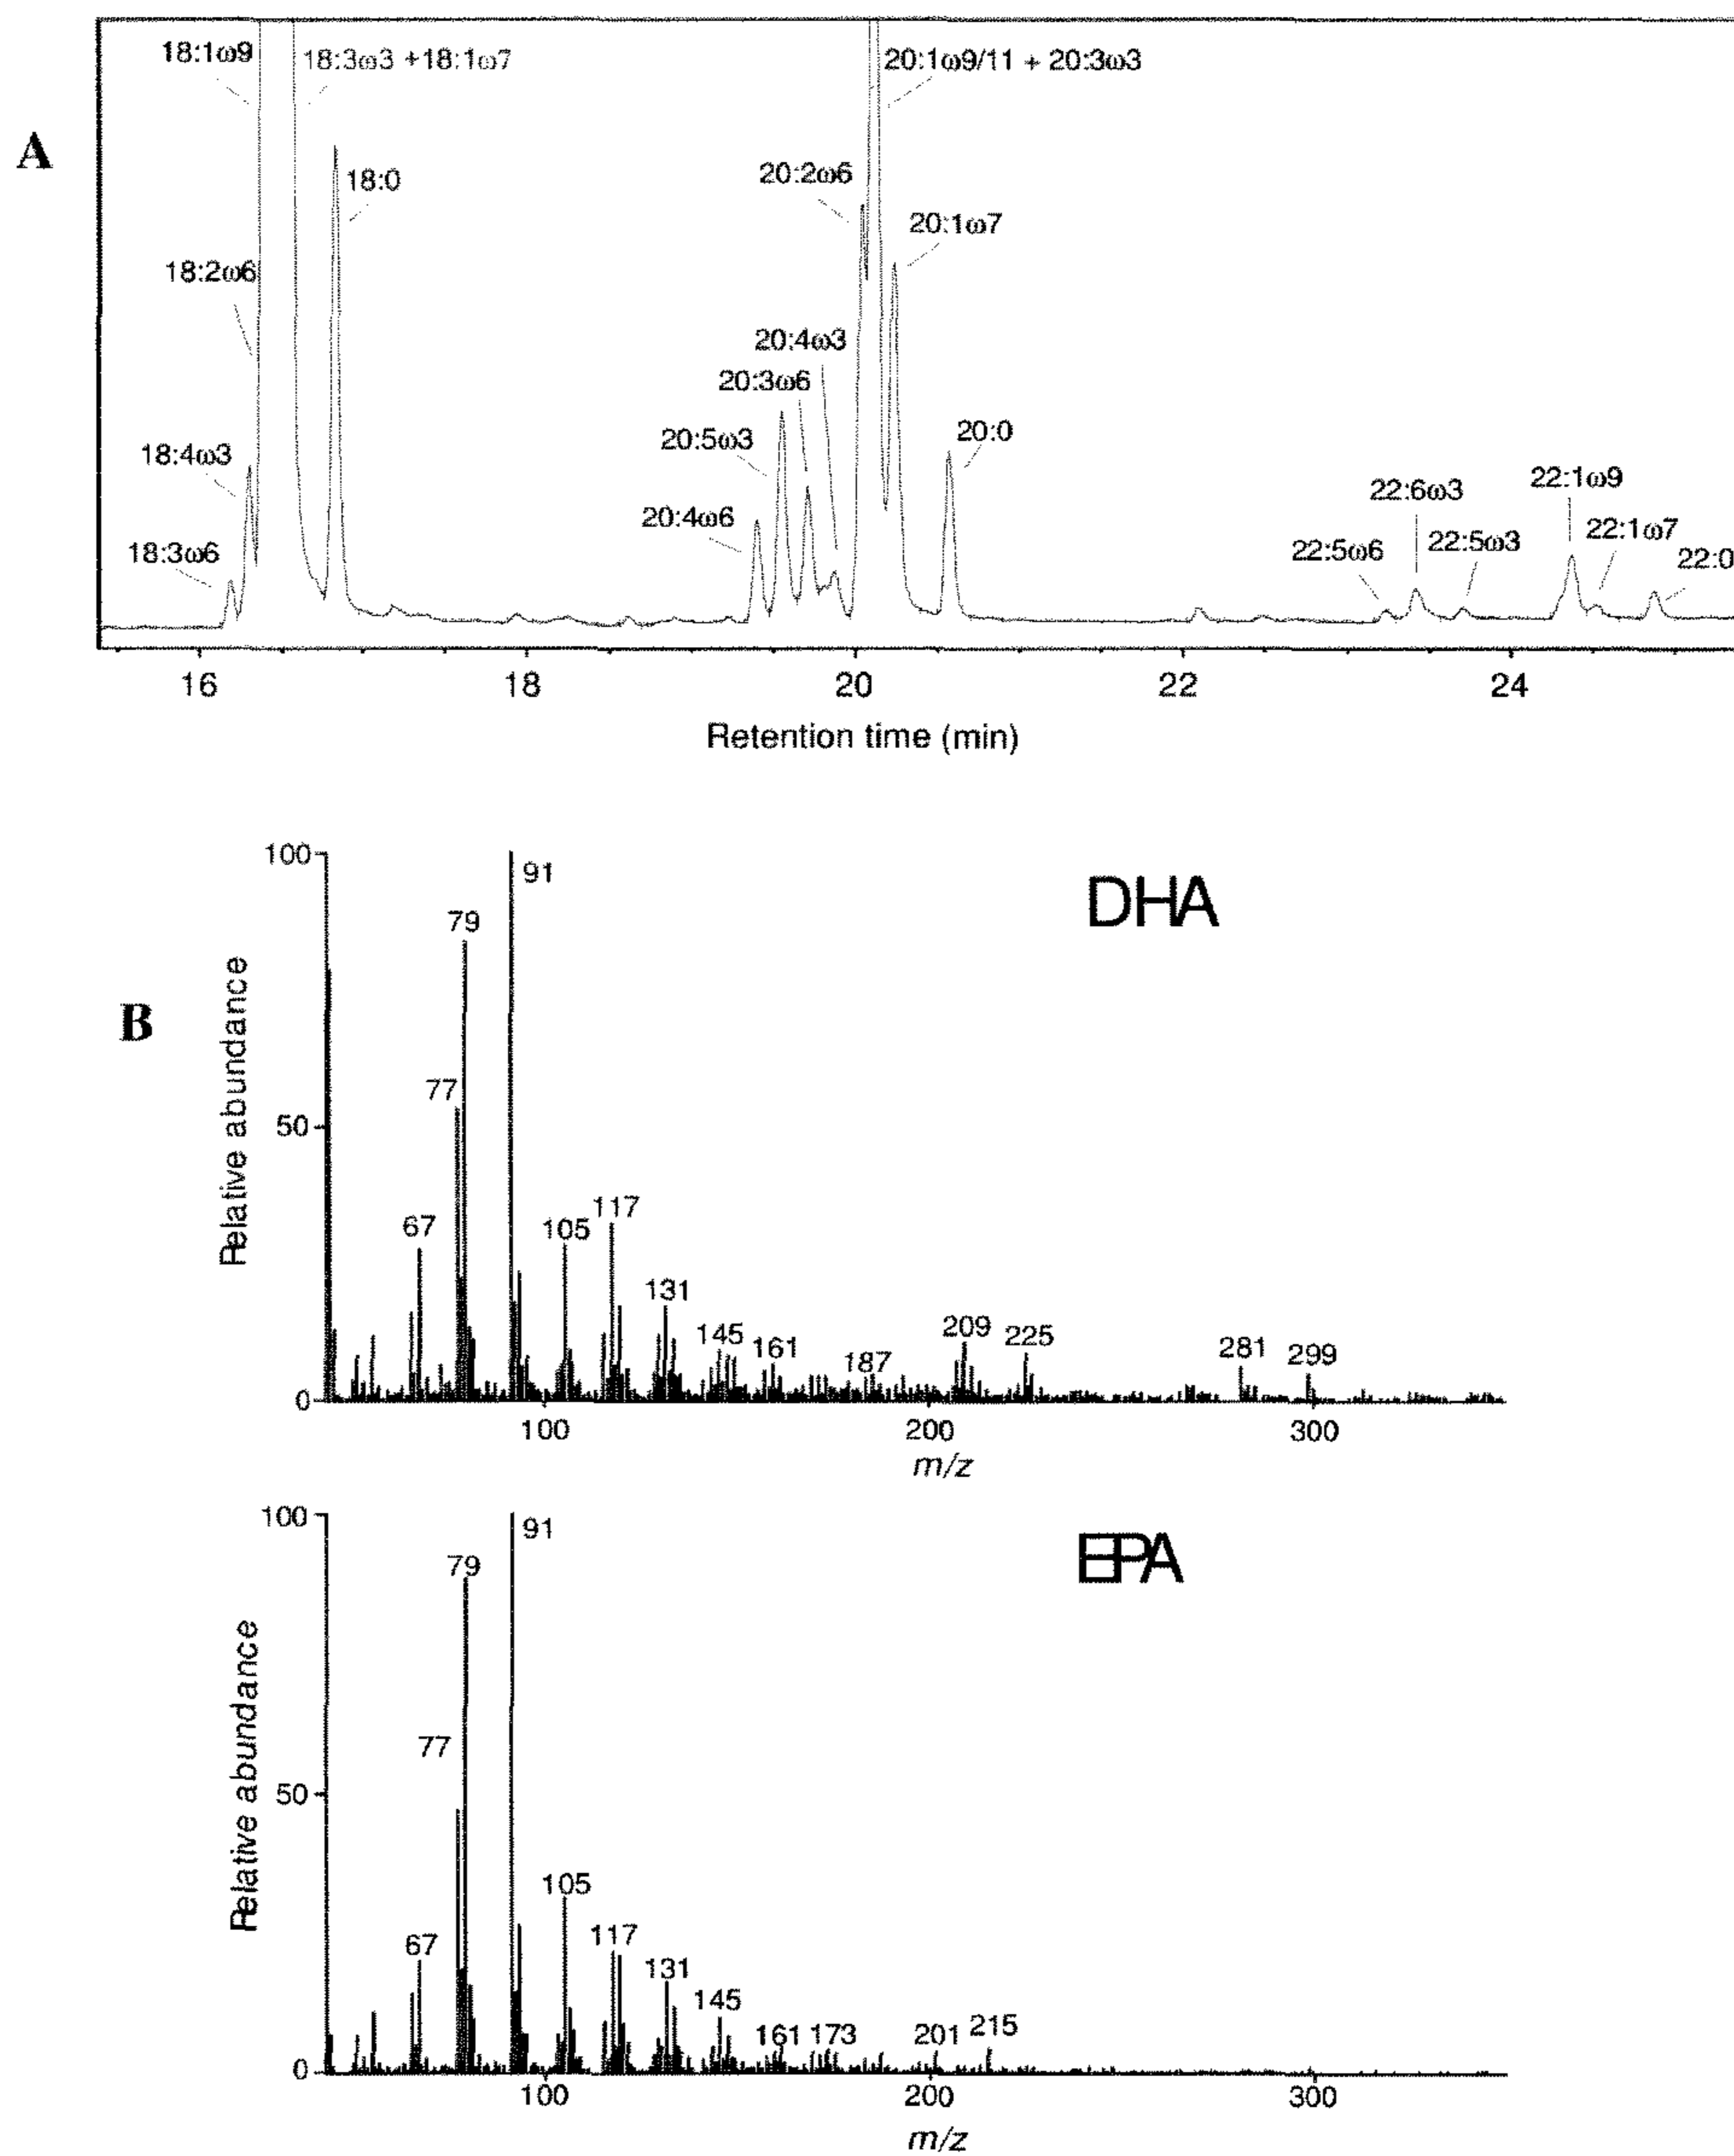 A
18:1ω9
18:3ω3 +18:1ω7
20:1ω9/11 + 20:3ω3
18:0
20:2ω6
20:1ω7
18:2ω6
20:4ω3
20:3ω6
20:5ω3
20:0
18:4ω3
20:4ω6
18:3ω6
22:6ω3
22:1ω9
22:5ω6
22:5ω3
22:1ω7
22:0
16 18 20 22 24
Retention time (min)
B
DHA
Relative abundance
100
50
0
67
77
79
91
105
117
131
145
161
187
209
225
281
299
100 200 300
m/z
EPA
Relative abundance
100
50
0
67
77
79
91
105
117
131
145
161
173
201
215
100 200 300
m/z